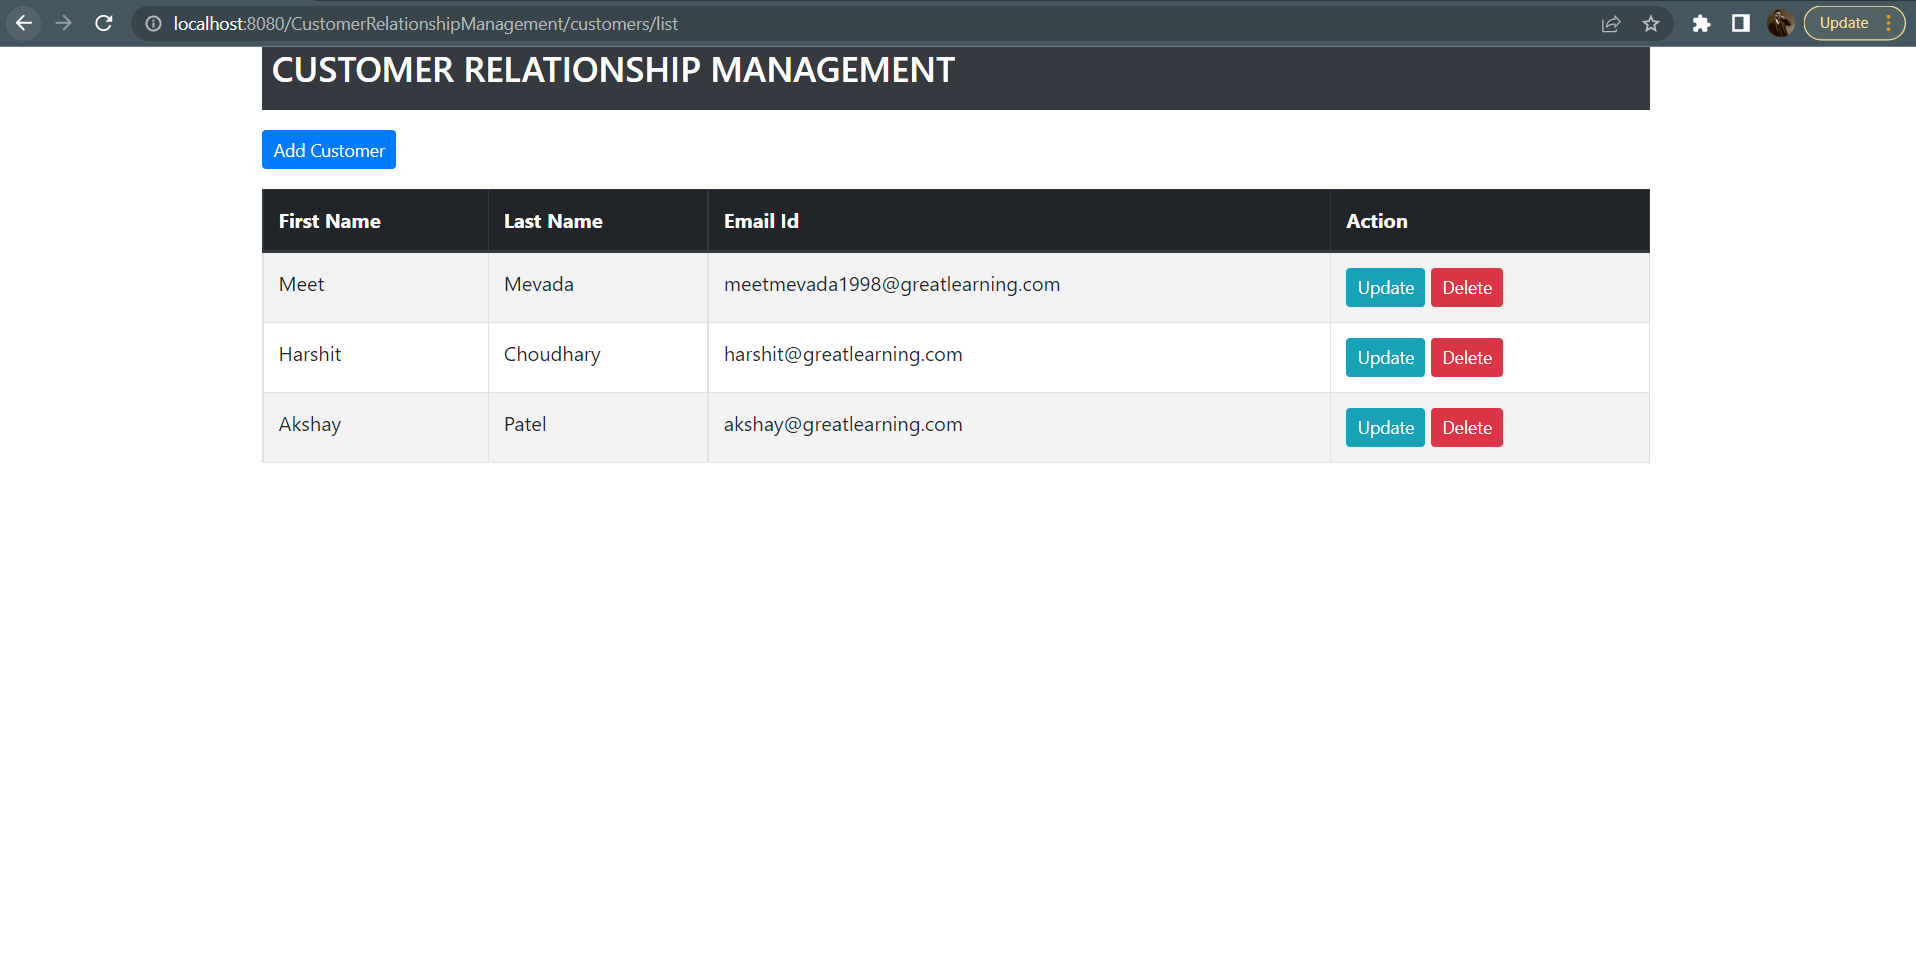 localhost:8080/CustomerRelationshipManagement/customers/list Update
CUSTOMER RELATIONSHIP MANAGEMENT
Add Customer
First Name Last Name Email Id Action
Meet Mevada meetmevada1998@greatlearning.com Update Delete
Harshit Choudhary harshit@greatlearning.com Update Delete
Akshay Patel akshay@greatlearning.com Update Delete